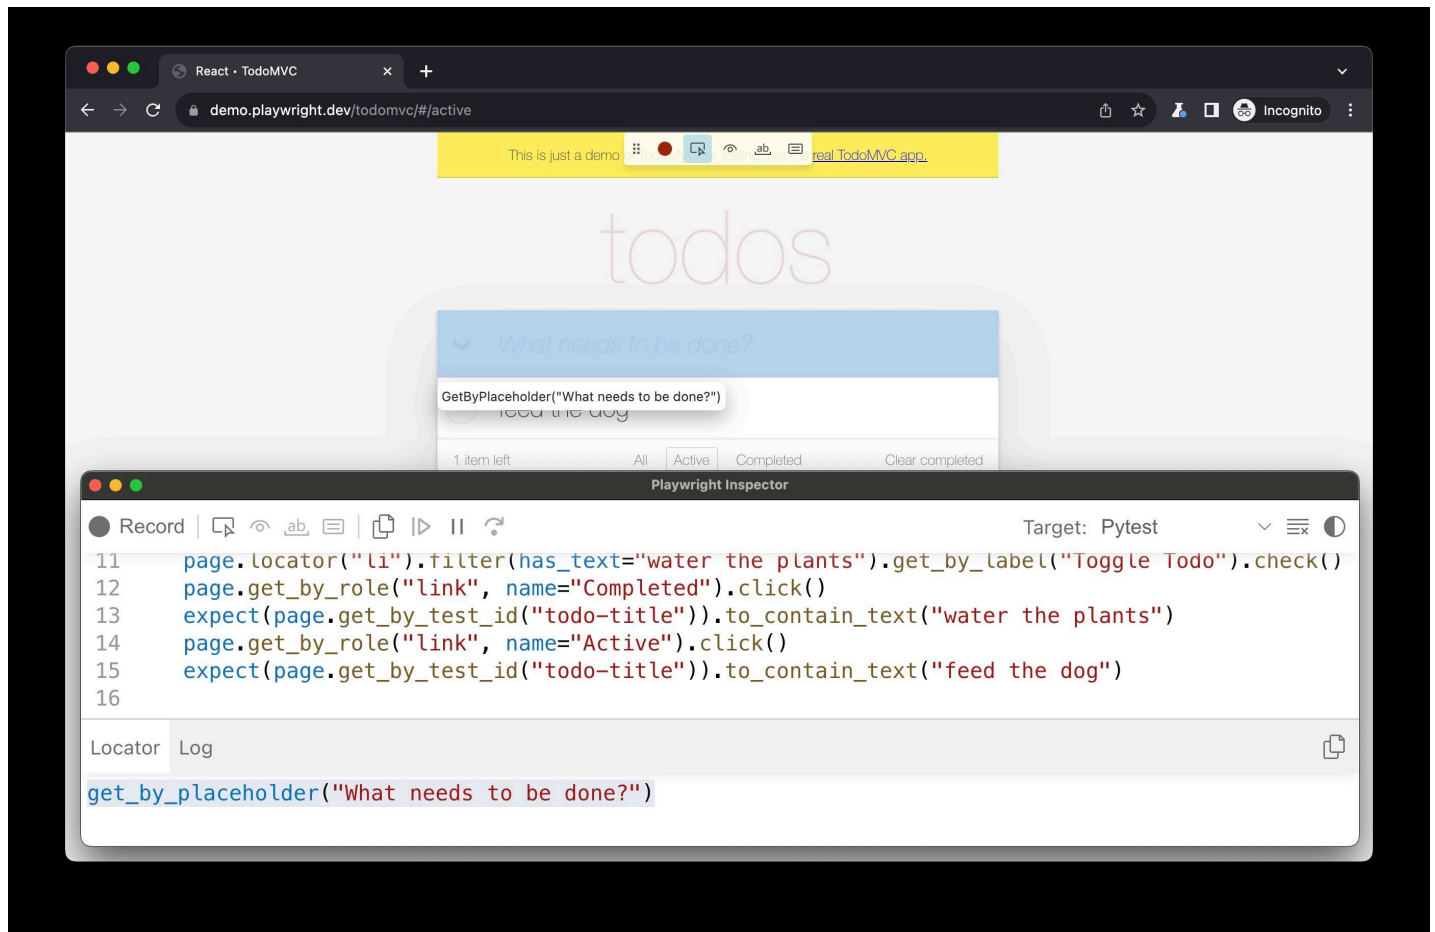 React • TodoMVC
demo.playwright.dev/todomvc/#/active
Incognito
This is just a demo
real TodoMVC app.
ab
todos
What needs to be done?
GetByPlaceholder("What needs to be done?")
feed the dog
1 item left All Active Completed Clear completed
Playwright Inspector
Record ab Target: Pytest
11 page.locator("li").filter(has_text="water the plants").get_by_label("Toggle Todo").check()
12 page.get_by_role("link", name="Completed").click()
13 expect(page.get_by_test_id("todo-title")).to_contain_text("water the plants")
14 page.get_by_role("link", name="Active").click()
15 expect(page.get_by_test_id("todo-title")).to_contain_text("feed the dog")
16
Locator Log
get_by_placeholder("What needs to be done?")